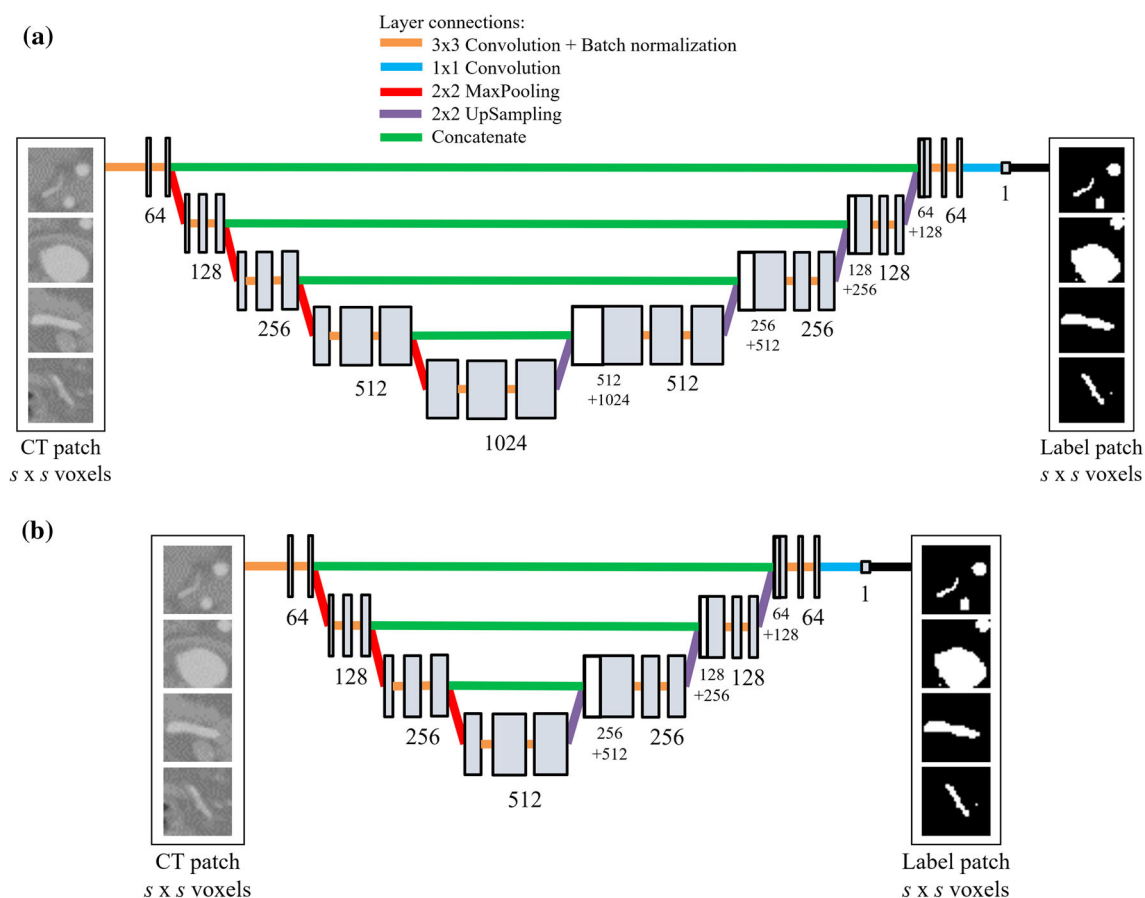 (a)
Layer connections:
3x3 Convolution + Batch normalization
1x1 Convolution
2x2 MaxPooling
2x2 UpSampling
Concatenate
64
128
256
512
1024
512
+1024
512
256
+512
256
128
+256
128
64
+128
64
1
CT patch
s x s voxels
Label patch
s x s voxels
(b)
64
128
256
512
256
+512
256
128
+256
128
64
+128
64
1
CT patch
s x s voxels
Label patch
s x s voxels